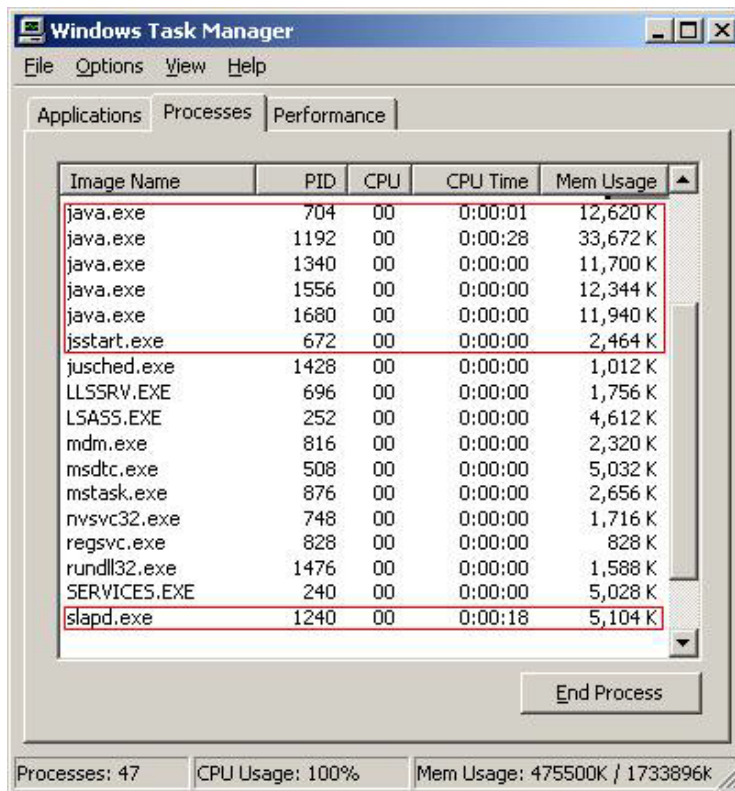 Windows Task Manager
File Options View Help
Applications Processes Performance
Image Name PID CPU CPU Time Mem Usage
java.exe 704 00 0:00:01 12,620 K
java.exe 1192 00 0:00:28 33,672 K
java.exe 1340 00 0:00:00 11,700 K
java.exe 1556 00 0:00:00 12,344 K
java.exe 1680 00 0:00:00 11,940 K
jsstart.exe 672 00 0:00:00 2,464 K
jusched.exe 1428 00 0:00:00 1,012 K
LLSSRV.EXE 696 00 0:00:00 1,756 K
LSASS.EXE 252 00 0:00:00 4,612 K
mdm.exe 816 00 0:00:00 2,320 K
msdtc.exe 508 00 0:00:00 5,032 K
mstask.exe 876 00 0:00:00 2,656 K
nvsvc32.exe 748 00 0:00:00 1,716 K
regsvc.exe 828 00 0:00:00 828 K
rundll32.exe 1476 00 0:00:00 1,588 K
SERVICES.EXE 240 00 0:00:00 5,028 K
slapd.exe 1240 00 0:00:18 5,104 K
End Process
Processes: 47 CPU Usage: 100% Mem Usage: 475500K / 1733896K